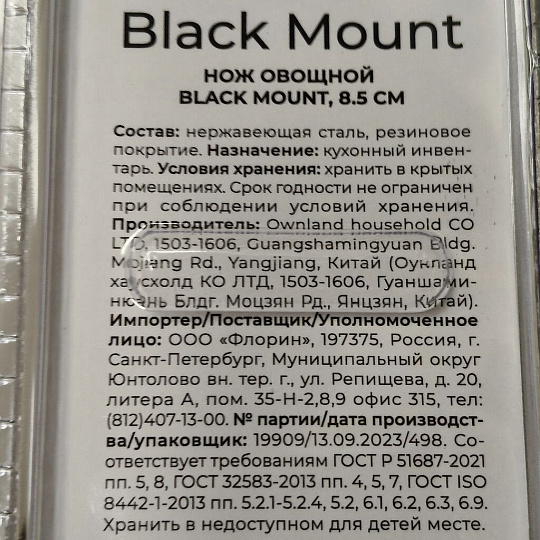 Black Mount
НОЖ ОВОЩНОЙ
BLACK MOUNT, 8.5 СМ
Состав: нержавеющая сталь, резиновое
покрытие. Назначение: кухонный инвен-
тарь. Условия хранения: хранить в крытых
помещениях. Срок годности не ограничен
при соблюдении условий хранения.
Производитель: Ownland household CO
LTD, 1503-1606, Guangshamingyuan Bldg.
Mojiang Rd., Yangjiang, Китай (Оунланд
хаусхолд КО ЛТД, 1503-1606, Гуаншами-
нюань Блдг. Моцзян Рд., Янцзян, Китай).
Импортер/Поставщик/Уполномоченное
лицо: ООО «Флорин», 197375, Россия, г.
Санкт-Петербург, Муниципальный округ
Юнтолово вн. тер. г., ул. Репищева, д. 20,
литера А, пом. 35-Н-2,8,9 офис 315, тел:
(812)407-13-00. № партии/дата производст-
ва/упаковщик: 19909/13.09.2023/498. Со-
ответствует требованиям ГОСТ Р 51687-2021
пп. 5, 8, ГОСТ 32583-2013 пп. 4, 5, 7, ГОСТ ISO
8442-1-2013 пп. 5.2.1-5.2.4, 5.2, 6.1, 6.2, 6.3, 6.9.
Хранить в недоступном для детей месте.